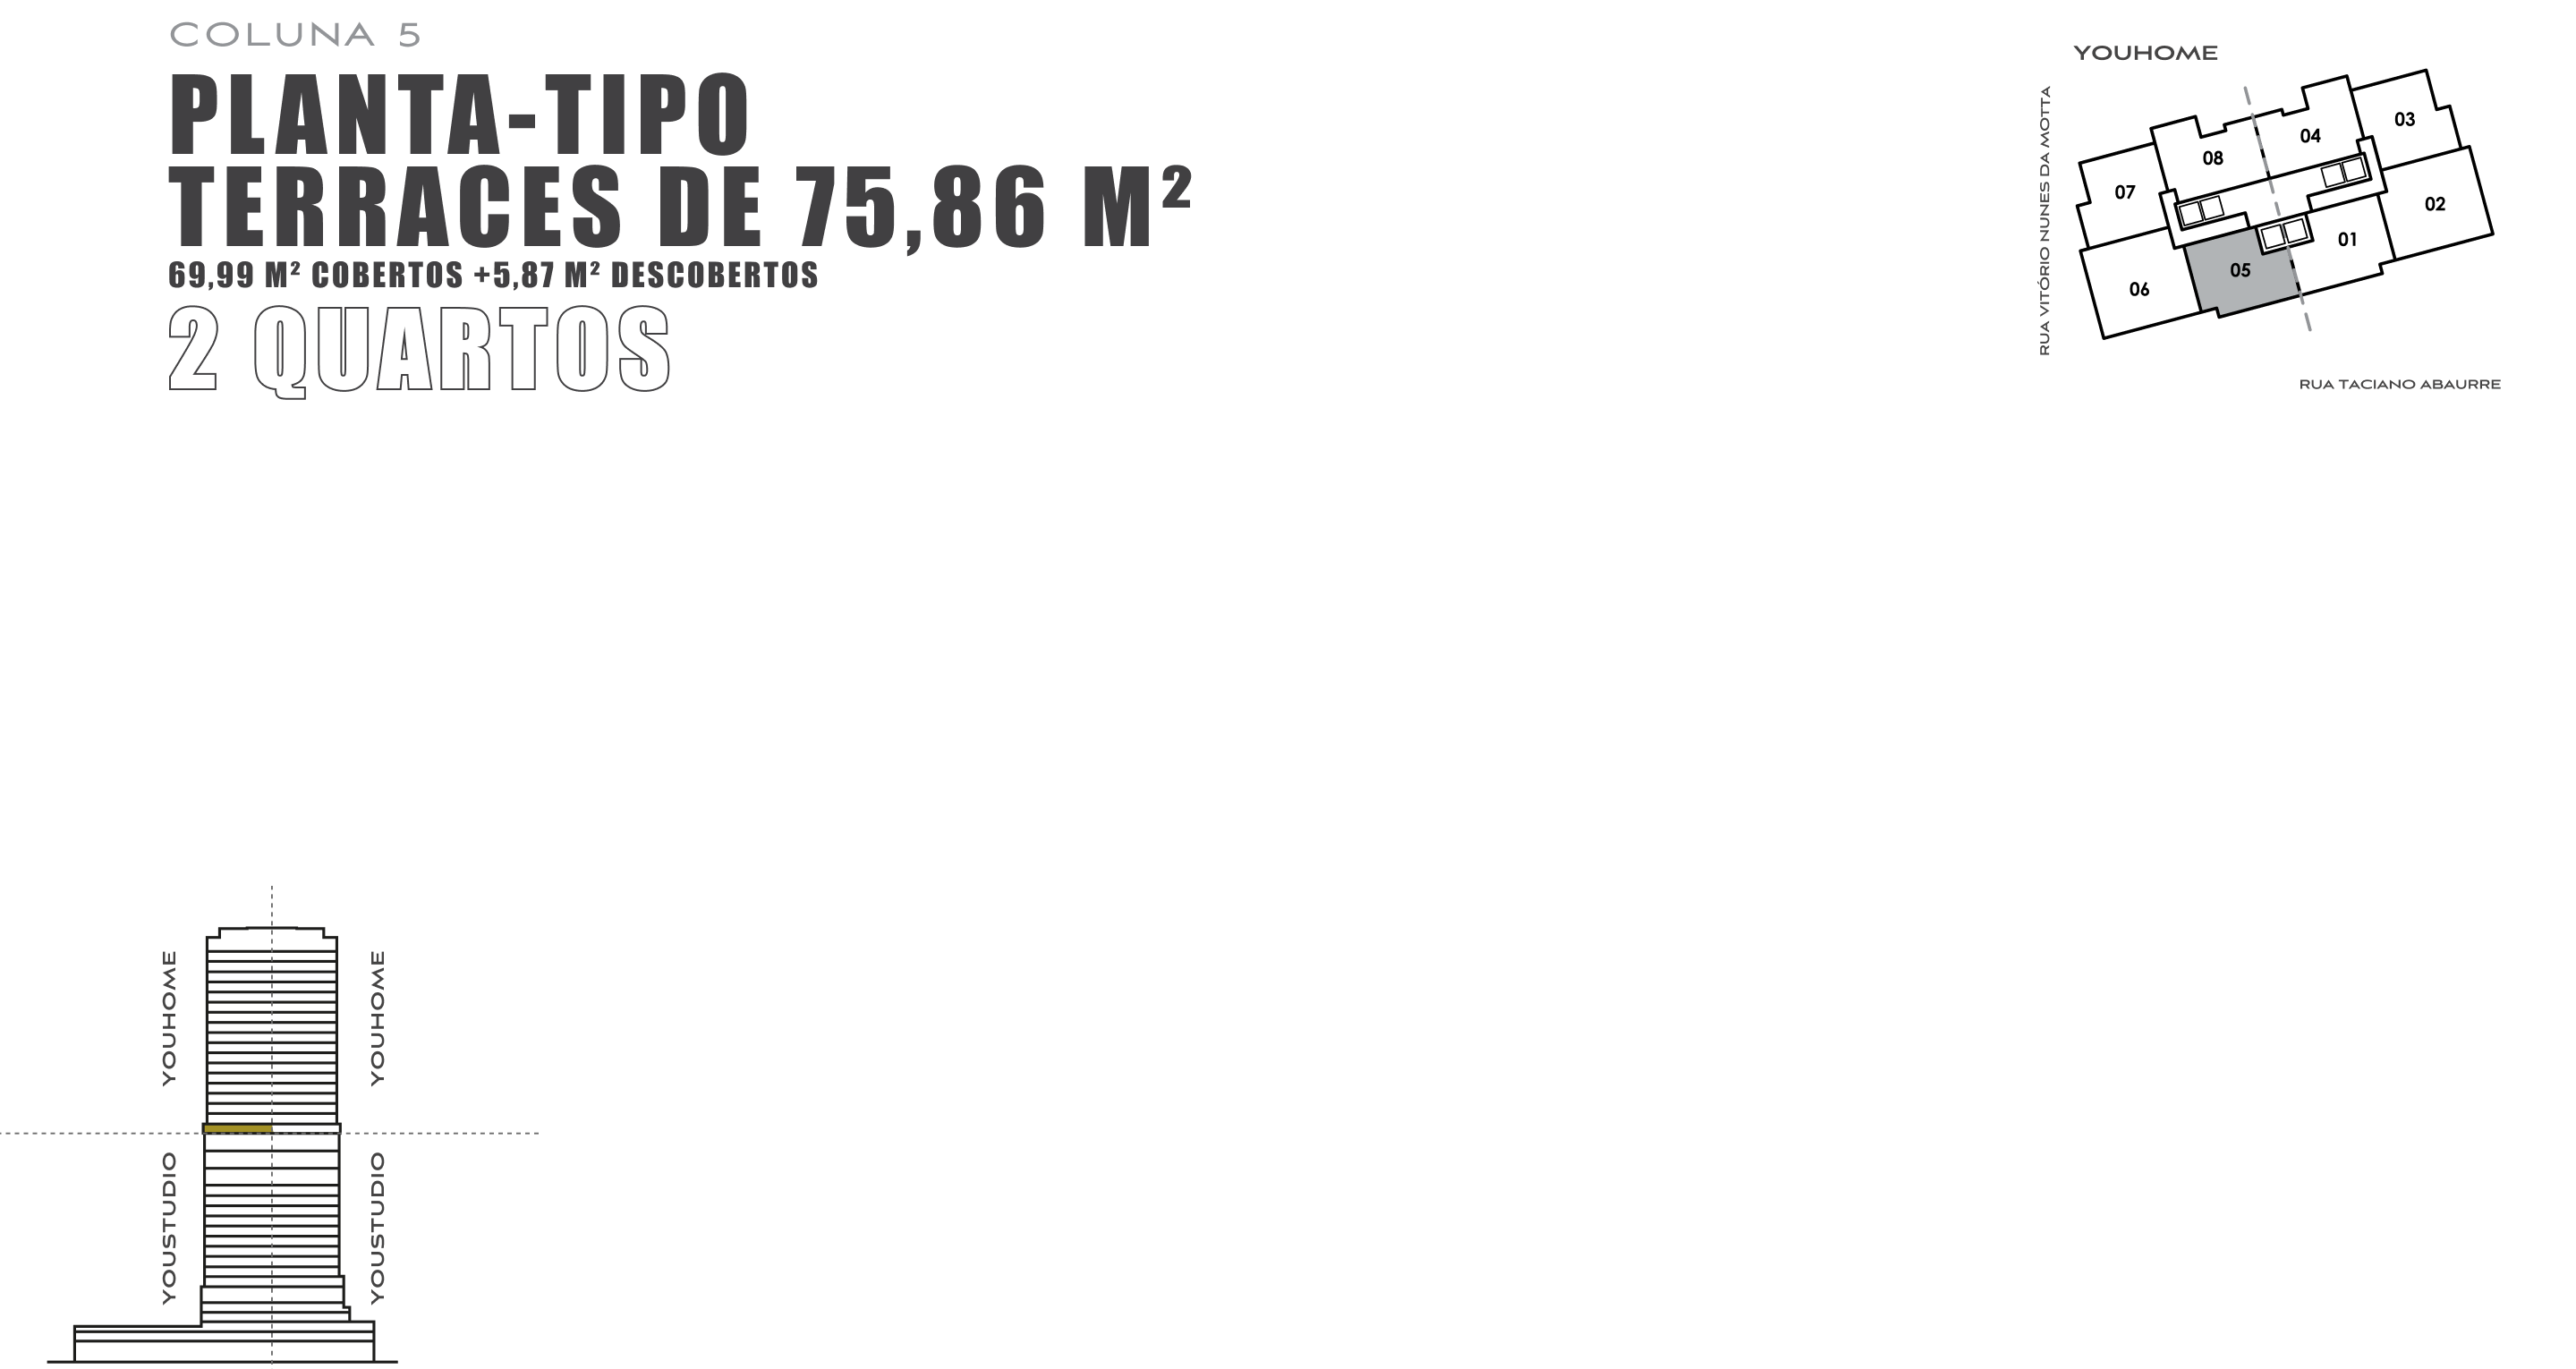 COLUNA 5
PLANTA-TIPO
TERRACES DE 75,86 M²
69,99 M² COBERTOS +5,87 M² DESCOBERTOS
2 QUARTOS
YOUHOME
RUA VITÓRIO NUNES DA MOTTA
03
04
08
07
02
01
05
06
RUA TACIANO ABAURRE
YOUHOME
YOUHOME
YOUSTUDIO
YOUSTUDIO